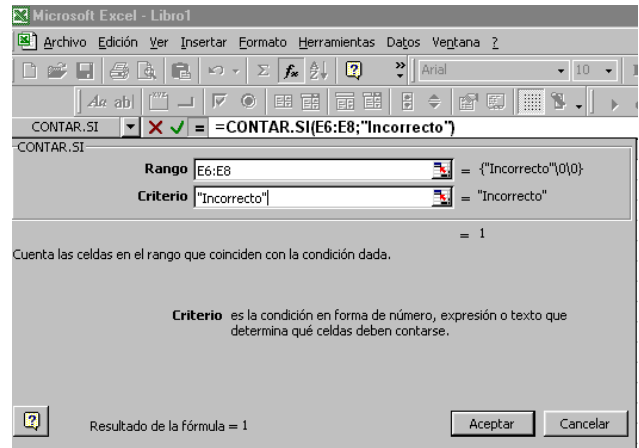 Microsoft Excel - Libro1
Archivo Edición Ver Insertar Formato Herramientas Datos Ventana ?
Σ fx ? » Arial 10
Aa ab|
CONTAR.SI = =CONTAR.SI(E6:E8;"Incorrecto")
CONTAR.SI
Rango E6:E8 = {"Incorrecto"\0\0}
Criterio "Incorrecto" = "Incorrecto"
= 1
Cuenta las celdas en el rango que coinciden con la condición dada.
Criterio es la condición en forma de número, expresión o texto que
determina qué celdas deben contarse.
? Resultado de la fórmula = 1 Aceptar Cancelar